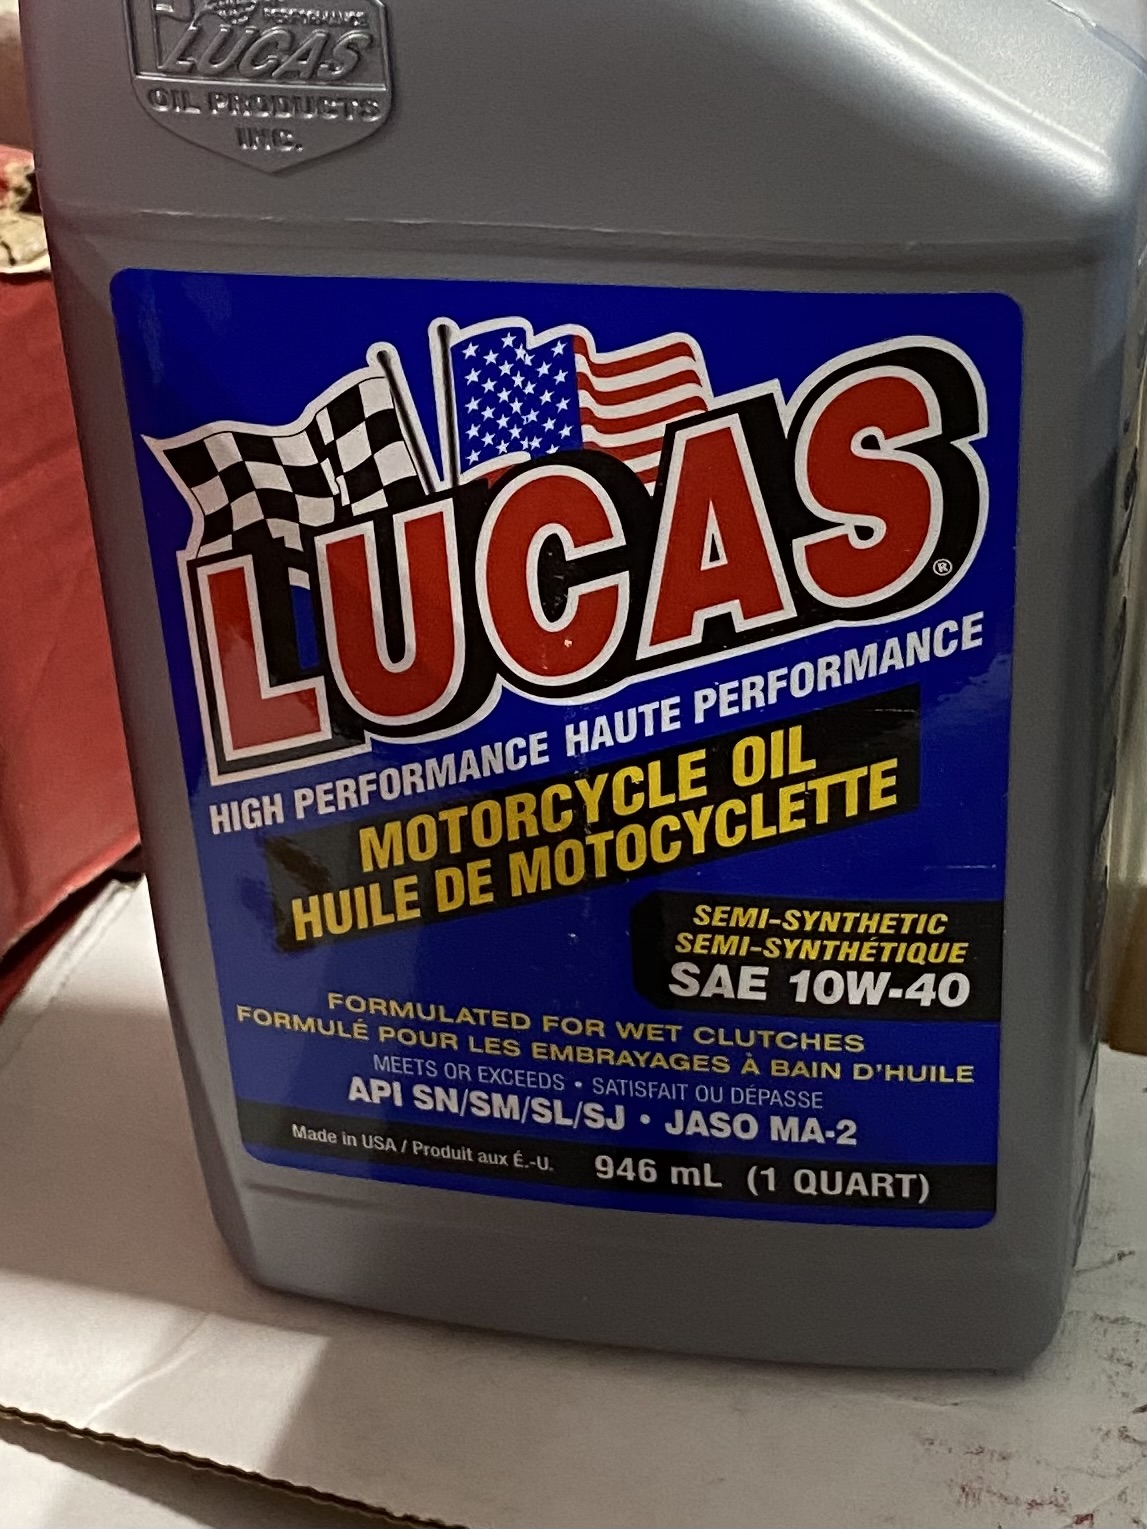 PERFORMANCE
LUCAS
OIL PRODUCTS
INC.
LUCAS®
HIGH PERFORMANCE HAUTE PERFORMANCE
MOTORCYCLE OIL
HUILE DE MOTOCYCLETTE
SEMI-SYNTHETIC
SEMI-SYNTHÉTIQUE
SAE 10W-40
FORMULATED FOR WET CLUTCHES
FORMULÉ POUR LES EMBRAYAGES À BAIN D'HUILE
MEETS OR EXCEEDS • SATISFAIT OU DÉPASSE
API SN/SM/SL/SJ • JASO MA-2
Made in USA / Produit aux É.-U. 946 mL (1 QUART)